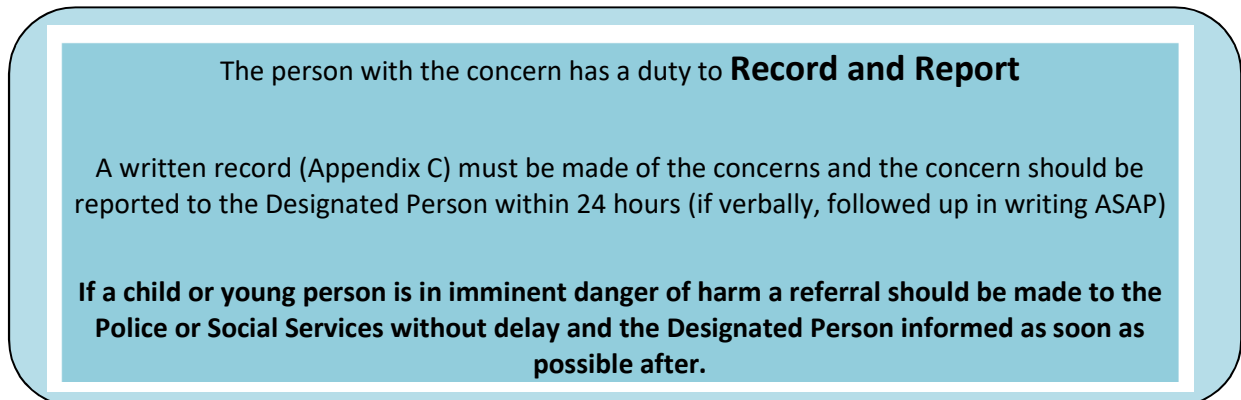 The person with the concern has a duty to Record and Report
A written record (Appendix C) must be made of the concerns and the concern should be
reported to the Designated Person within 24 hours (if verbally, followed up in writing ASAP)
If a child or young person is in imminent danger of harm a referral should be made to the
Police or Social Services without delay and the Designated Person informed as soon as
possible after.